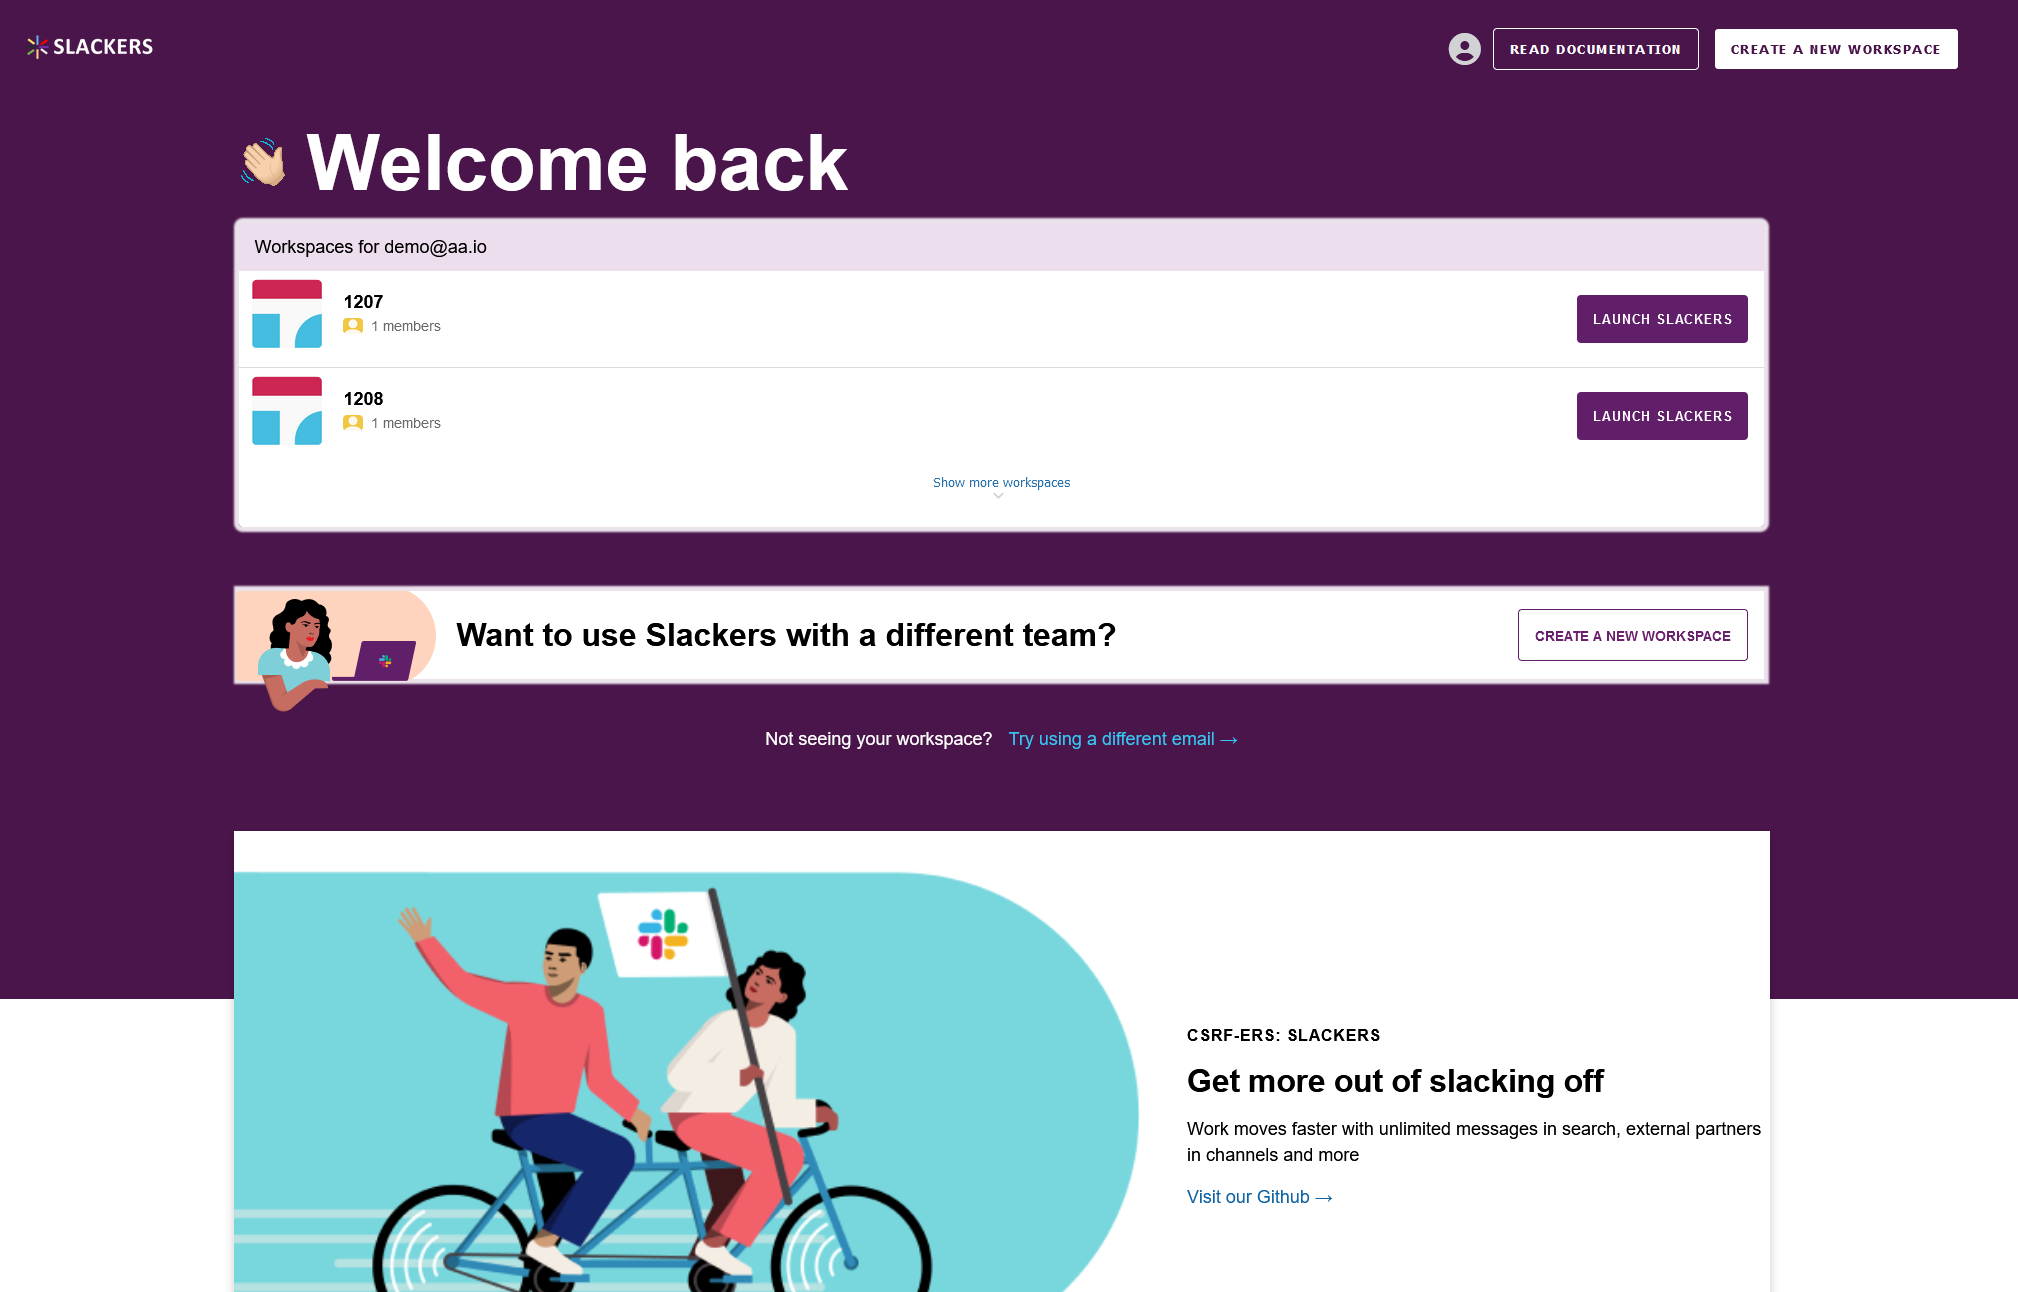 SLACKERS
READ DOCUMENTATION
CREATE A NEW WORKSPACE
Welcome back
Workspaces for demo@aa.io
1207
1 members
LAUNCH SLACKERS
1208
1 members
LAUNCH SLACKERS
Show more workspaces
Want to use Slackers with a different team?
CREATE A NEW WORKSPACE
Not seeing your workspace? Try using a different email →
CSRF-ERS: SLACKERS
Get more out of slacking off
Work moves faster with unlimited messages in search, external partners
in channels and more
Visit our Github →